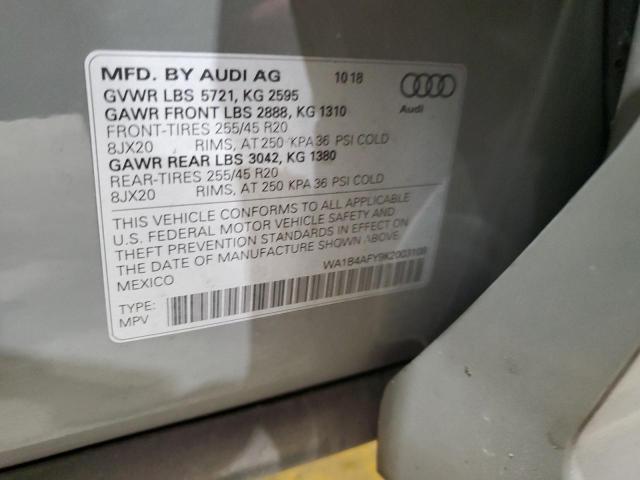 MFD. BY AUDI AG 10 18
GVWR LBS 5721, KG 2595
GAWR FRONT LBS 2888, KG 1310
FRONT-TIRES 255/45 R20
8JX20 RIMS, AT 250 KPA 36 PSI COLD
GAWR REAR LBS 3042, KG 1380
REAR-TIRES 255/45 R20
8JX20 RIMS, AT 250 KPA 36 PSI COLD
Audi
THIS VEHICLE CONFORMS TO ALL APPLICABLE
U.S. FEDERAL MOTOR VEHICLE SAFETY AND
THEFT PREVENTION STANDARDS IN EFFECT ON
THE DATE OF MANUFACTURE SHOWN ABOVE.
MEXICO WA1B4AFY9K2003108
TYPE:
MPV